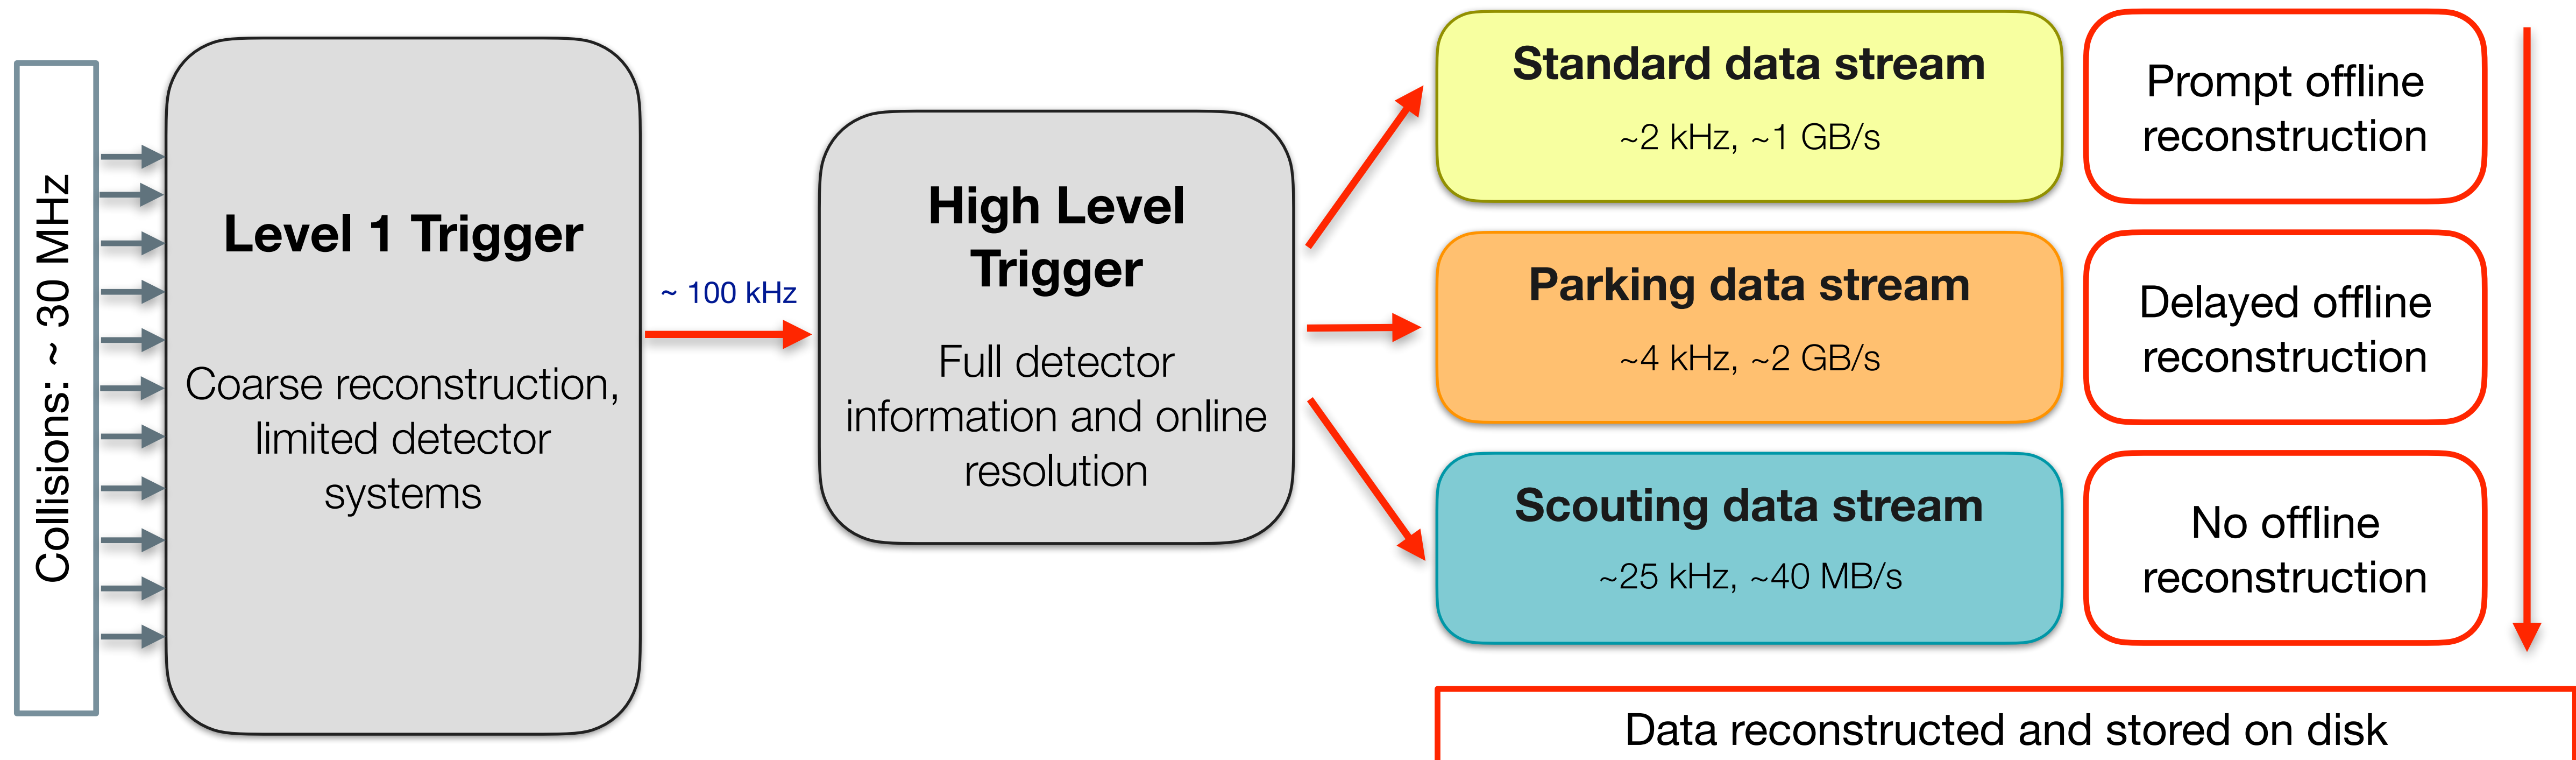 Collisions: ~ 30 MHz
Level 1 Trigger
Coarse reconstruction,
limited detector
systems
~ 100 kHz
High Level
Trigger
Full detector
information and online
resolution
Standard data stream
~2 kHz, ~1 GB/s
Prompt offline
reconstruction
Parking data stream
~4 kHz, ~2 GB/s
Delayed offline
reconstruction
Scouting data stream
~25 kHz, ~40 MB/s
No offline
reconstruction
Data reconstructed and stored on disk